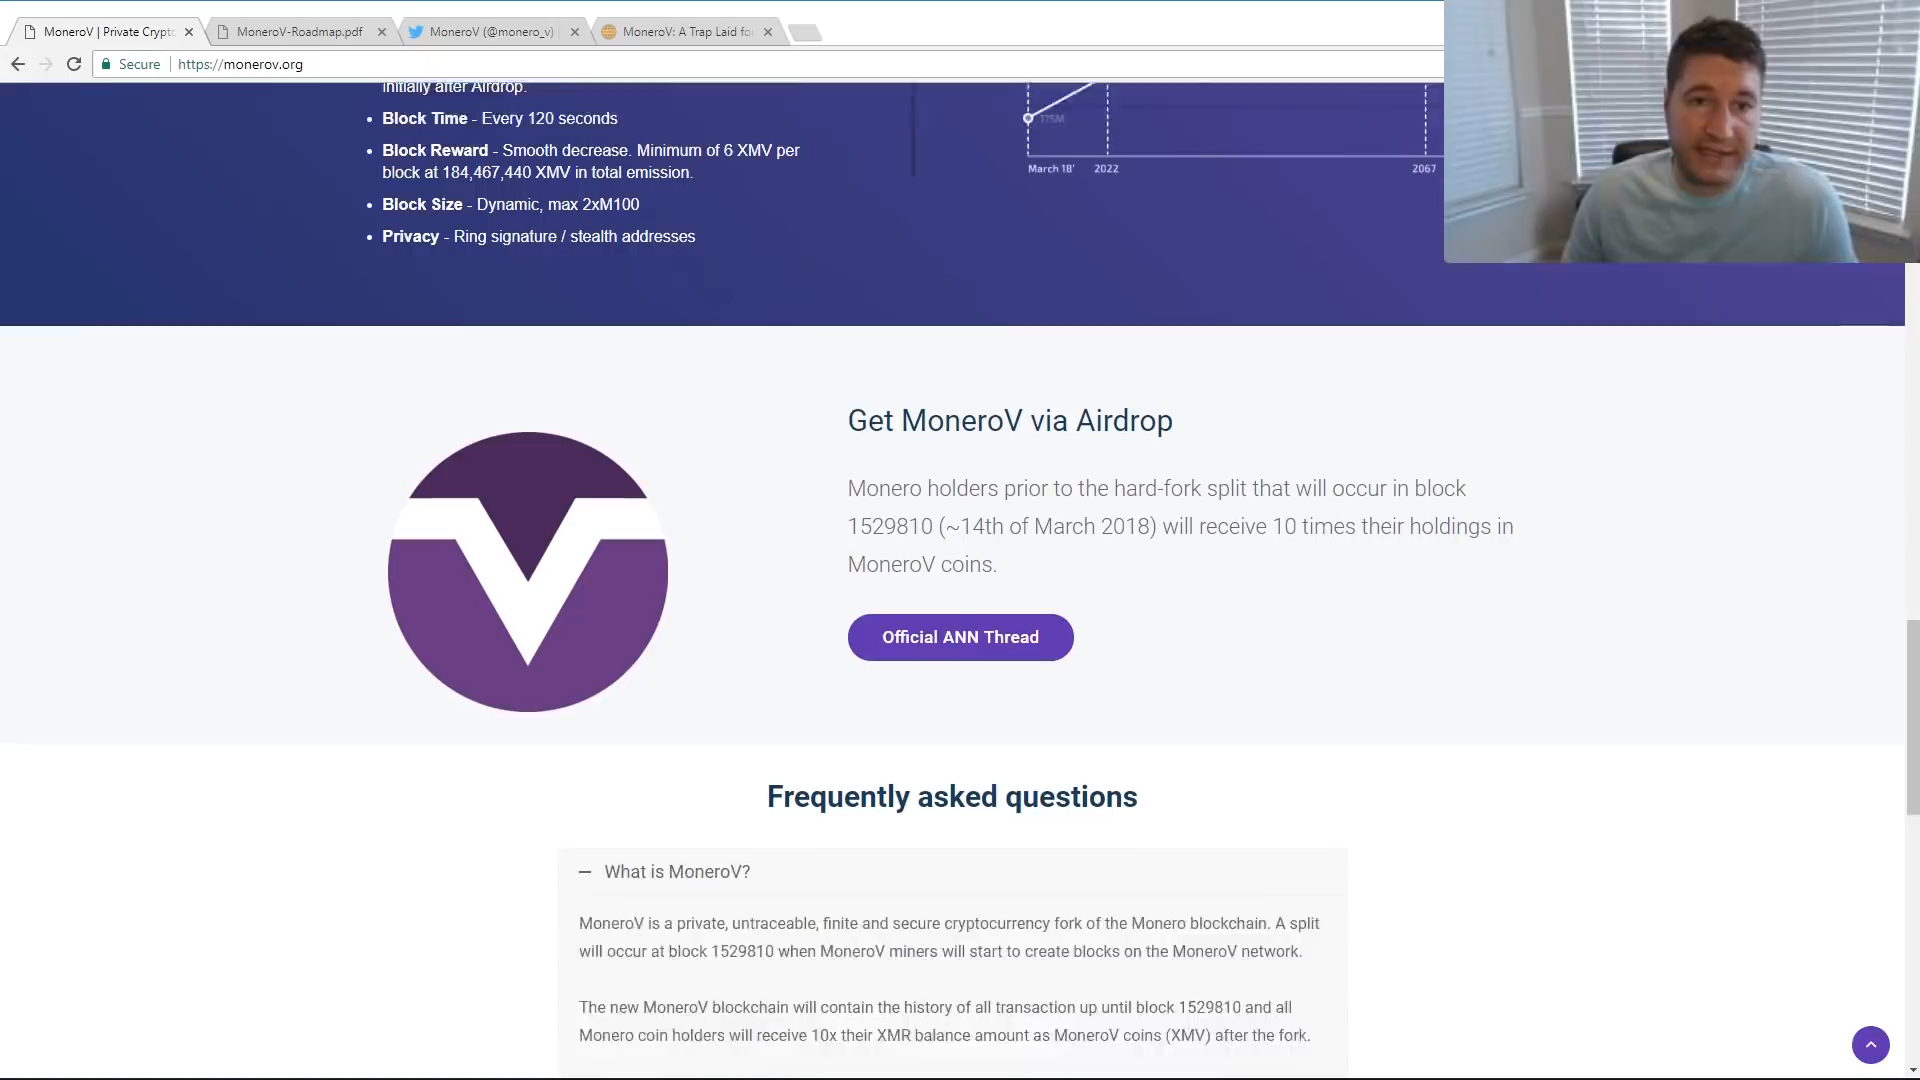 MoneroV | Private Crypto
MoneroV-Roadmap.pdf
MoneroV (@monero_v)
MoneroV: A Trap Laid fo
Secure
https://monerov.org
initially after Airdrop.
Block Time - Every 120 seconds
Block Reward - Smooth decrease. Minimum of 6 XMV per
block at 184,467,440 XMV in total emission.
Block Size - Dynamic, max 2xM100
Privacy - Ring signature / stealth addresses
175M
March 18' 2022 2067
Get MoneroV via Airdrop
Monero holders prior to the hard-fork split that will occur in block
1529810 (~14th of March 2018) will receive 10 times their holdings in
MoneroV coins.
Official ANN Thread
Frequently asked questions
What is MoneroV?
MoneroV is a private, untraceable, finite and secure cryptocurrency fork of the Monero blockchain. A split
will occur at block 1529810 when MoneroV miners will start to create blocks on the MoneroV network.
The new MoneroV blockchain will contain the history of all transaction up until block 1529810 and all
Monero coin holders will receive 10x their XMR balance amount as MoneroV coins (XMV) after the fork.